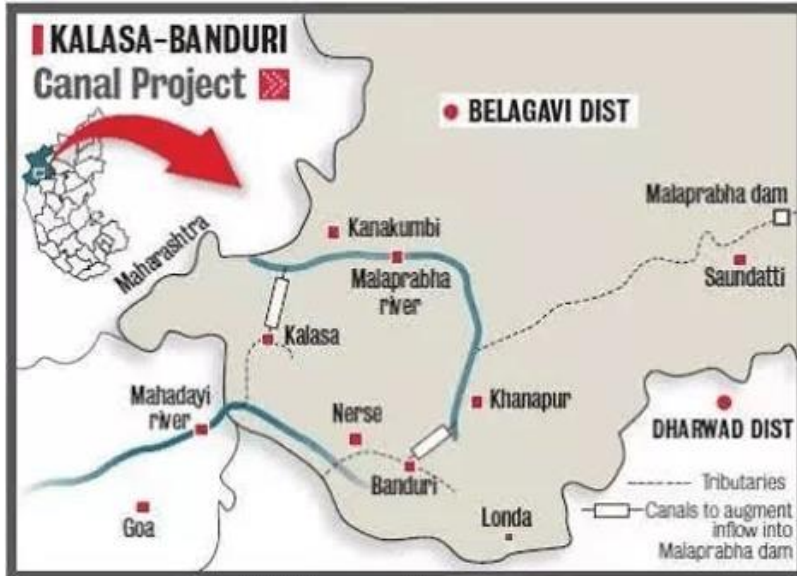 KALASA-BANDURI
Canal Project
BELAGAVI DIST
Maharashtra
Kanakumbi
Malaprabha
river
Malaprabha dam
Saundatti
Kalasa
Mahadayi
river
Nerse
Khanapur
DHARWAD DIST
Banduri
Goa
Londa
Tributaries
Canals to augment
inflow into
Malaprabha dam